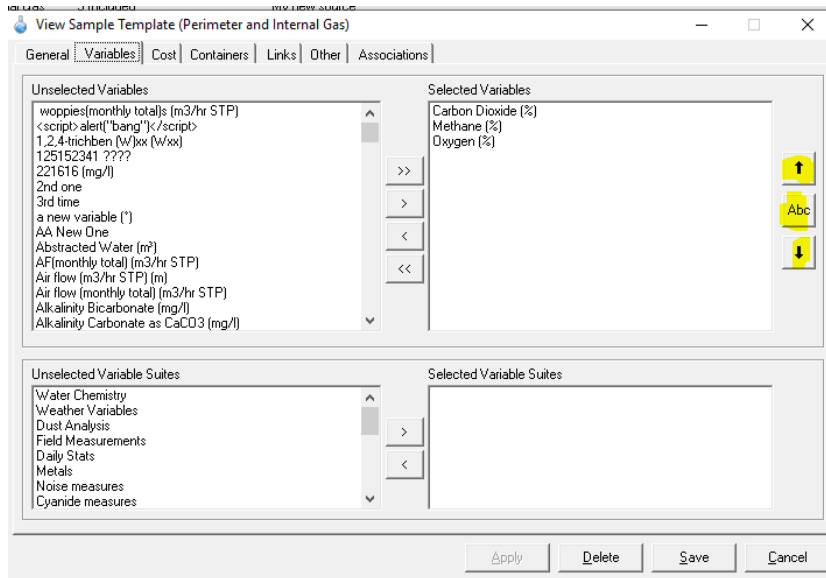 View Sample Template (Perimeter and Internal Gas)
General Variables Cost Containers Links Other Associations
Unselected Variables
woppies(monthly total)s (m3/hr STP)
<script>alert("bang")</script>
1,2,4-trichben (W)xx (Wxx)
125152341 ????
221616 (mg/l)
2nd one
3rd time
a new variable (°)
AA New One
Abstracted Water (m³)
AF(monthly total) (m3/hr STP)
Air flow (m3/hr STP) (m)
Air flow (monthly total) (m3/hr STP)
Alkalinity Bicarbonate (mg/l)
Alkalinity Carbonate as CaCO3 (mg/l)
>>
>
<
<<
Selected Variables
Carbon Dioxide (%)
Methane (%)
Oxygen (%)
Abc
Unselected Variable Suites
Water Chemistry
Weather Variables
Dust Analysis
Field Measurements
Daily Stats
Metals
Noise measures
Cyanide measures
>
<
Selected Variable Suites
Apply Delete Save Cancel